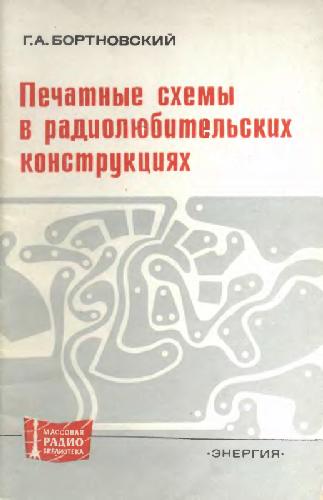 Г.А.БОРТНОВСКИЙ
Печатные схемы
в радиолюбительских
конструкциях
МАССОВАЯ
РАДИО
БИБЛИОТЕКА
·ЭНЕРГИЯ·